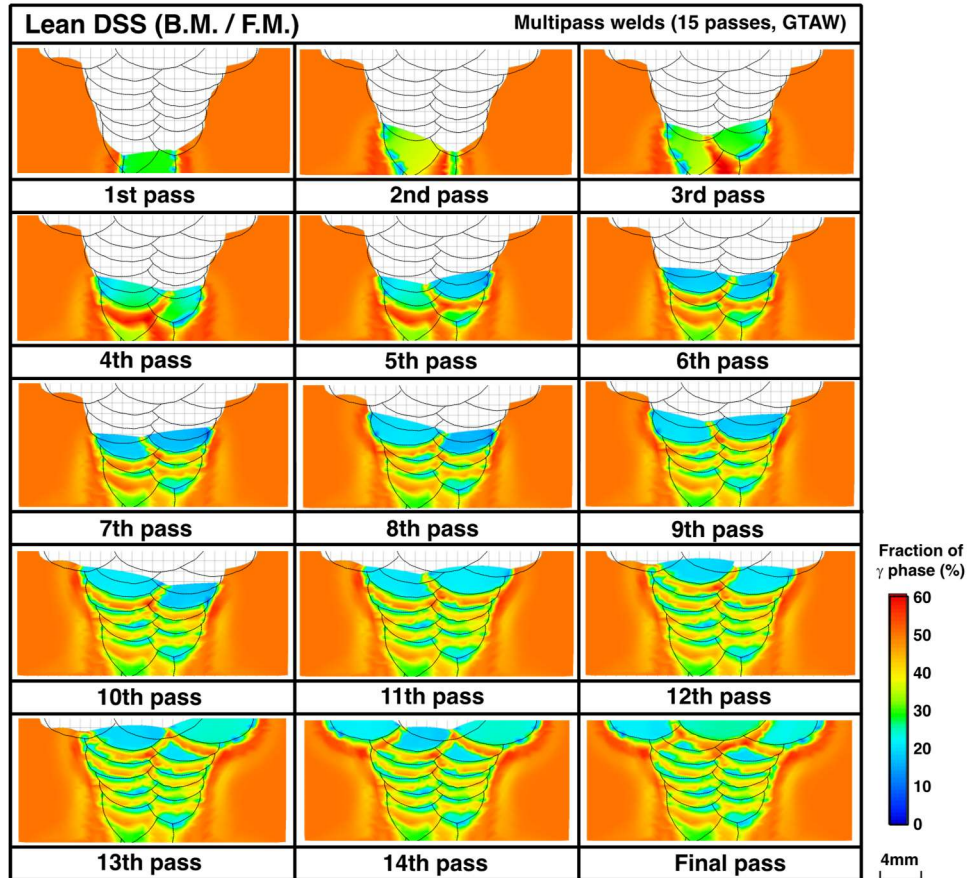 Lean DSS (B.M. / F.M.)
Multipass welds (15 passes, GTAW)
1st pass
2nd pass
3rd pass
4th pass
5th pass
6th pass
7th pass
8th pass
9th pass
10th pass
11th pass
12th pass
13th pass
14th pass
Final pass
Fraction of
γ phase (%)
60
50
40
30
20
10
0
4mm